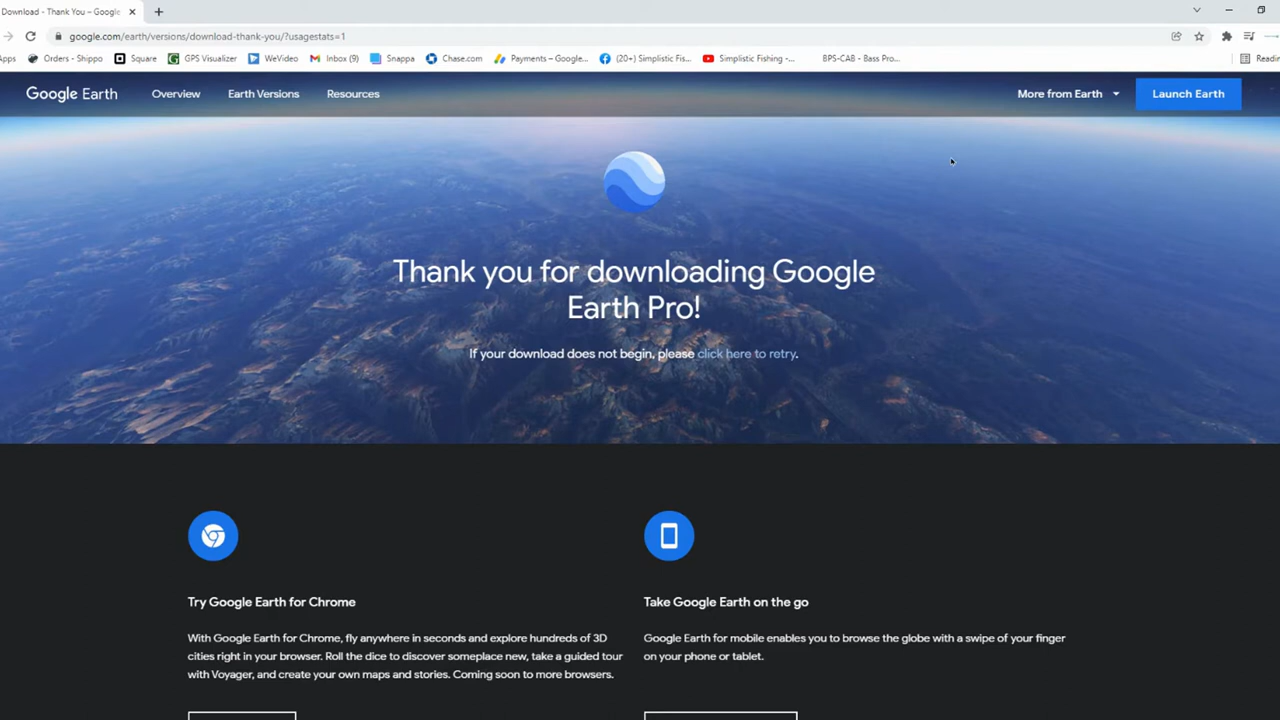 Download - Thank You – Google
google.com/earth/versions/download-thank-you/?usagestats=1
Apps
Orders - Shippo
Square
GPS Visualizer
WeVideo
Inbox (9)
Snappa
Chase.com
Payments – Google...
(20+) Simplistic Fis...
Simplistic Fishing -...
BPS-CAB - Bass Pro...
Readin
Google Earth
Overview
Earth Versions
Resources
More from Earth
Launch Earth
Thank you for downloading Google
Earth Pro!
If your download does not begin, please click here to retry.
Try Google Earth for Chrome
With Google Earth for Chrome, fly anywhere in seconds and explore hundreds of 3D
cities right in your browser. Roll the dice to discover someplace new, take a guided tour
with Voyager, and create your own maps and stories. Coming soon to more browsers.
Take Google Earth on the go
Google Earth for mobile enables you to browse the globe with a swipe of your finger
on your phone or tablet.